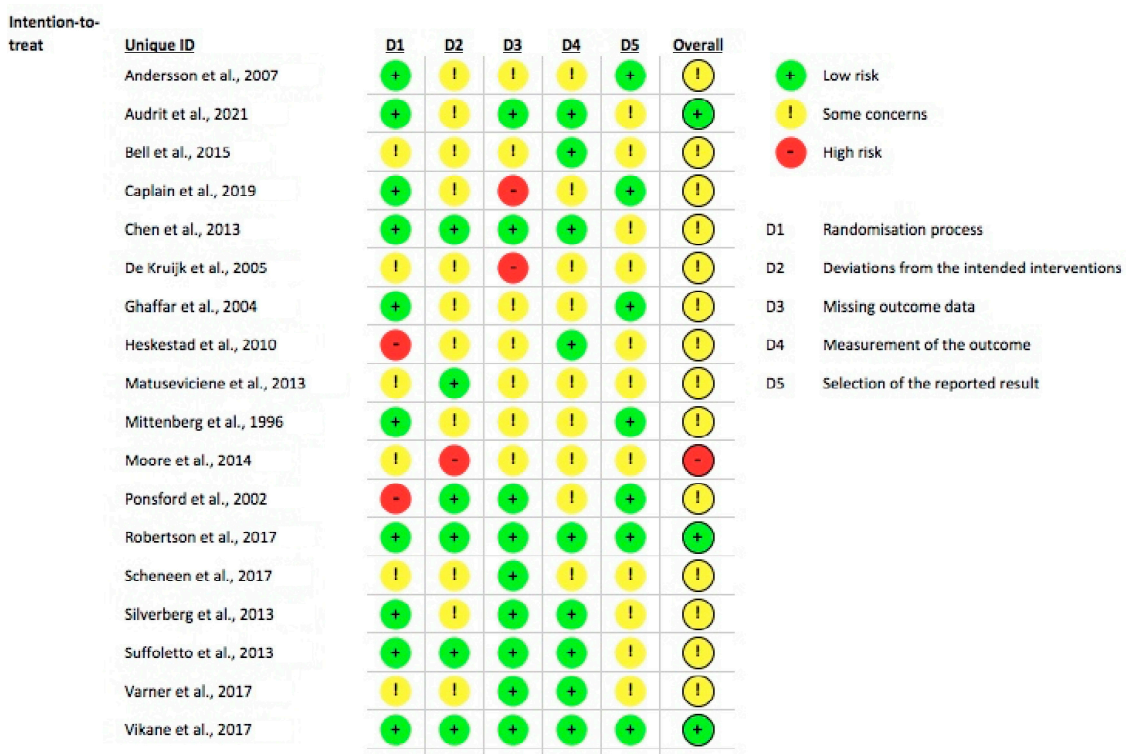 Intention-to-
treat Unique ID D1 D2 D3 D4 D5 Overall
Andersson et al., 2007 + ! ! ! + !
Audrit et al., 2021 + ! + + ! +
Bell et al., 2015 ! ! ! + ! !
Caplain et al., 2019 + ! - ! + !
Chen et al., 2013 + + + + ! !
De Kruijk et al., 2005 ! ! - ! ! !
Ghaffar et al., 2004 + ! ! ! + !
Heskestad et al., 2010 - ! ! + ! !
Matuseviciene et al., 2013 ! + ! ! ! !
Mittenberg et al., 1996 + ! ! ! + !
Moore et al., 2014 ! - ! ! ! -
Ponsford et al., 2002 - + + ! + !
Robertson et al., 2017 + + + + + +
Scheneen et al., 2017 ! ! + ! ! !
Silverberg et al., 2013 + ! + + ! !
Suffoletto et al., 2013 + + + + ! !
Varner et al., 2017 ! ! + + ! !
Vikane et al., 2017 + + + + + +
+ Low risk
! Some concerns
- High risk
D1 Randomisation process
D2 Deviations from the intended interventions
D3 Missing outcome data
D4 Measurement of the outcome
D5 Selection of the reported result